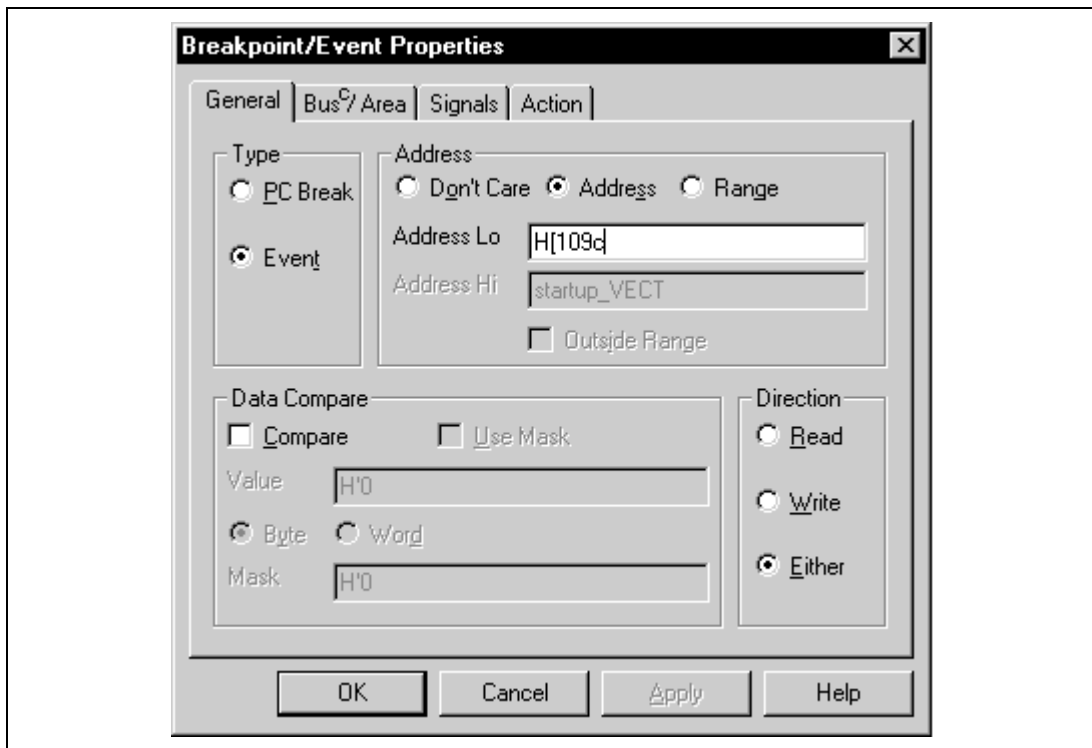 Breakpoint/Event Properties
General Bus°/ Area Signals Action
Type
PC Break
Event
Address
Don't Care Address Range
Address Lo H[109c
Address Hi startup_VECT
Outside Range
Data Compare
Compare Use Mask
Value H'0
Byte Word
Mask H'0
Direction
Read
Write
Either
OK Cancel Apply Help